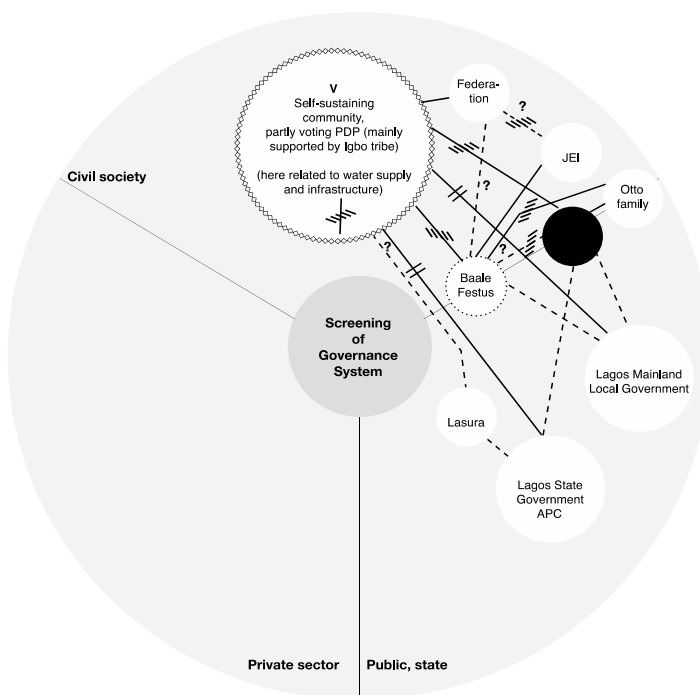 V
Self-sustaining
community,
partly voting PDP (mainly
supported by Igbo tribe)
(here related to water supply
and infrastructure)
Federa-
tion
?
JEI
?
Otto
family
Civil society
?
?
Baale
Festus
Screening
of
Governance
System
Lagos Mainland
Local Government
Lasura
Lagos State
Government
APC
Private sector
Public, state